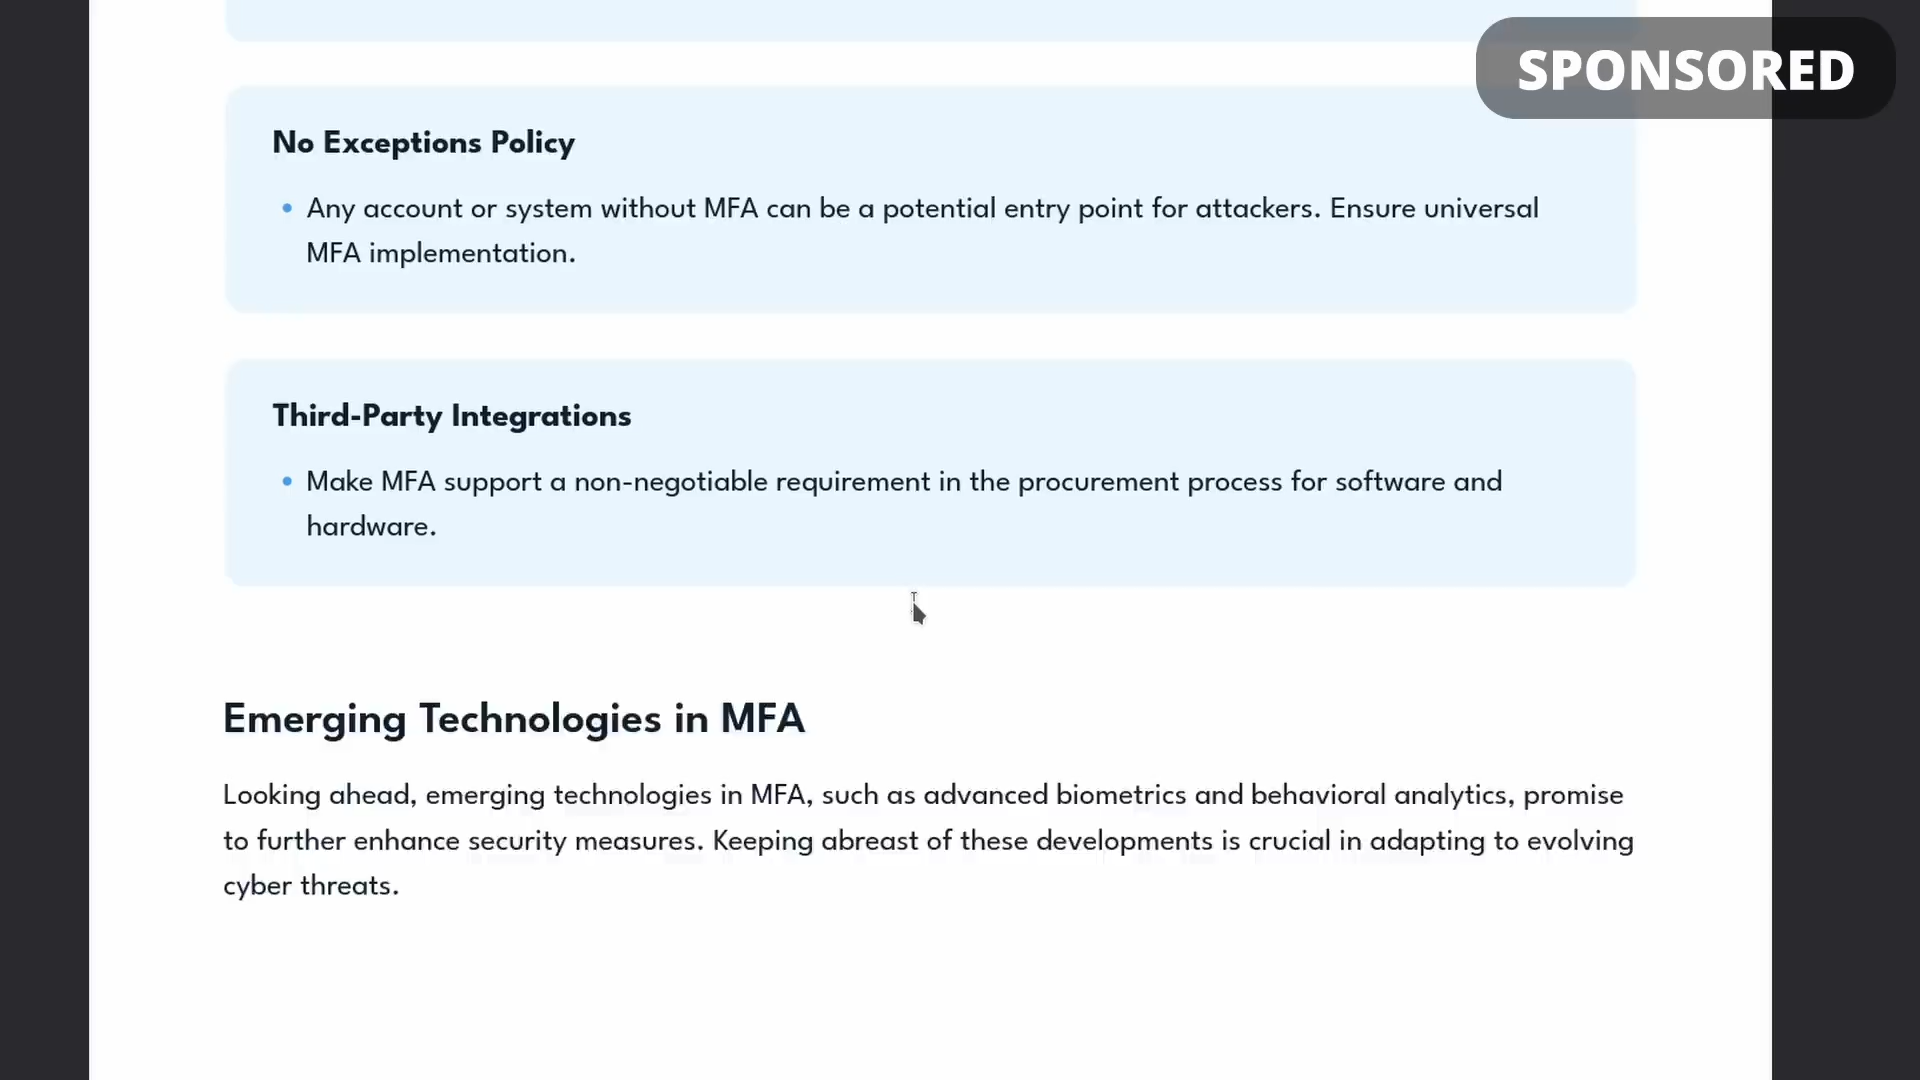 SPONSORED
No Exceptions Policy
• Any account or system without MFA can be a potential entry point for attackers. Ensure universal
MFA implementation.
Third-Party Integrations
• Make MFA support a non-negotiable requirement in the procurement process for software and
hardware.
Emerging Technologies in MFA
Looking ahead, emerging technologies in MFA, such as advanced biometrics and behavioral analytics, promise
to further enhance security measures. Keeping abreast of these developments is crucial in adapting to evolving
cyber threats.